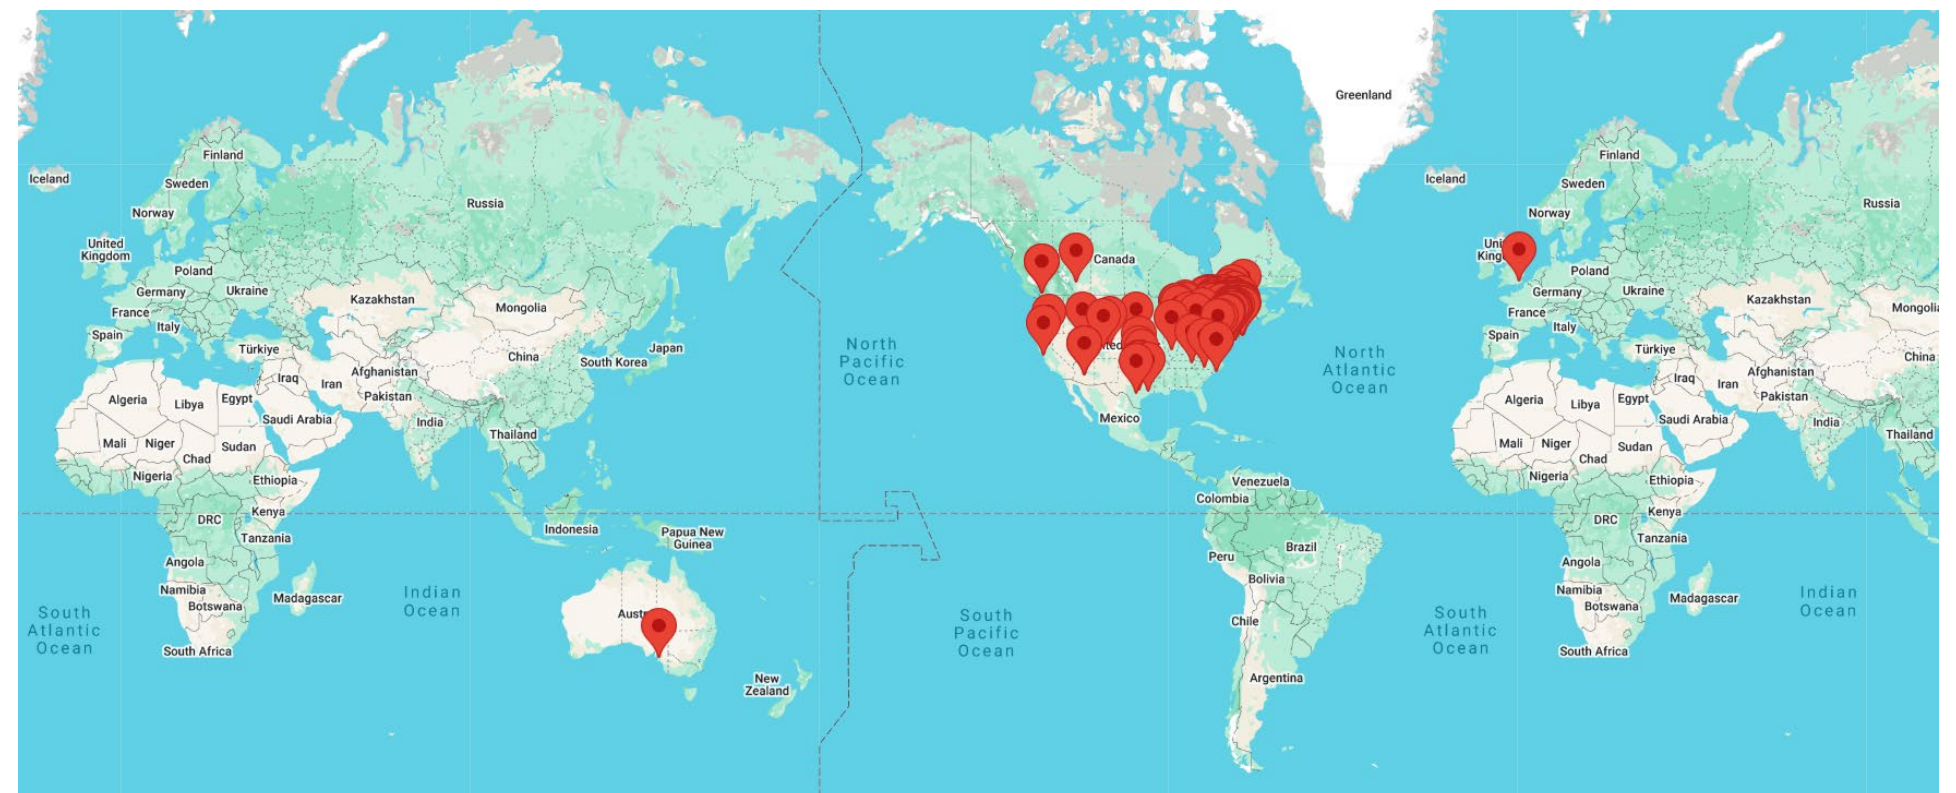 Greenland
Finland
Iceland
Sweden
Russia
Norway
United
Kingdom
Poland
Germany
Ukraine
France
Kazakhstan
Mongolia
Italy
Spain
Türkiye
China
South Korea
Japan
Iraq
Iran
Afghanistan
Pakistan
Algeria
Libya
Egypt
Saudi Arabia
India
Thailand
Mali
Niger
Chad
Sudan
Nigeria
Ethiopia
DRC
Kenya
Tanzania
Indonesia
Papua New
Guinea
Angola
Namibia
Botswana
Madagascar
South Africa
South
Atlantic
Ocean
Indian
Ocean
Austr
New
Zealand
North
Pacific
Ocean
South
Pacific
Ocean
Canada
ited
Mexico
North
Atlantic
Ocean
Venezuela
Colombia
Peru
Brazil
Bolivia
Chile
Argentina
South
Atlantic
Ocean
Iceland
Finland
Sweden
Norway
Russia
Uni
King
Poland
Germany
Ukraine
France
Kazakhstan
Mongolia
Italy
Spain
Türkiye
China
Iraq
Iran
Afghanistan
Pakistan
Algeria
Libya
Egypt
Saudi Arabia
India
Thailand
Mali
Niger
Chad
Sudan
Nigeria
Ethiopia
DRC
Kenya
Tanzania
Angola
Namibia
Botswana
Madagascar
South Africa
Indian
Ocean